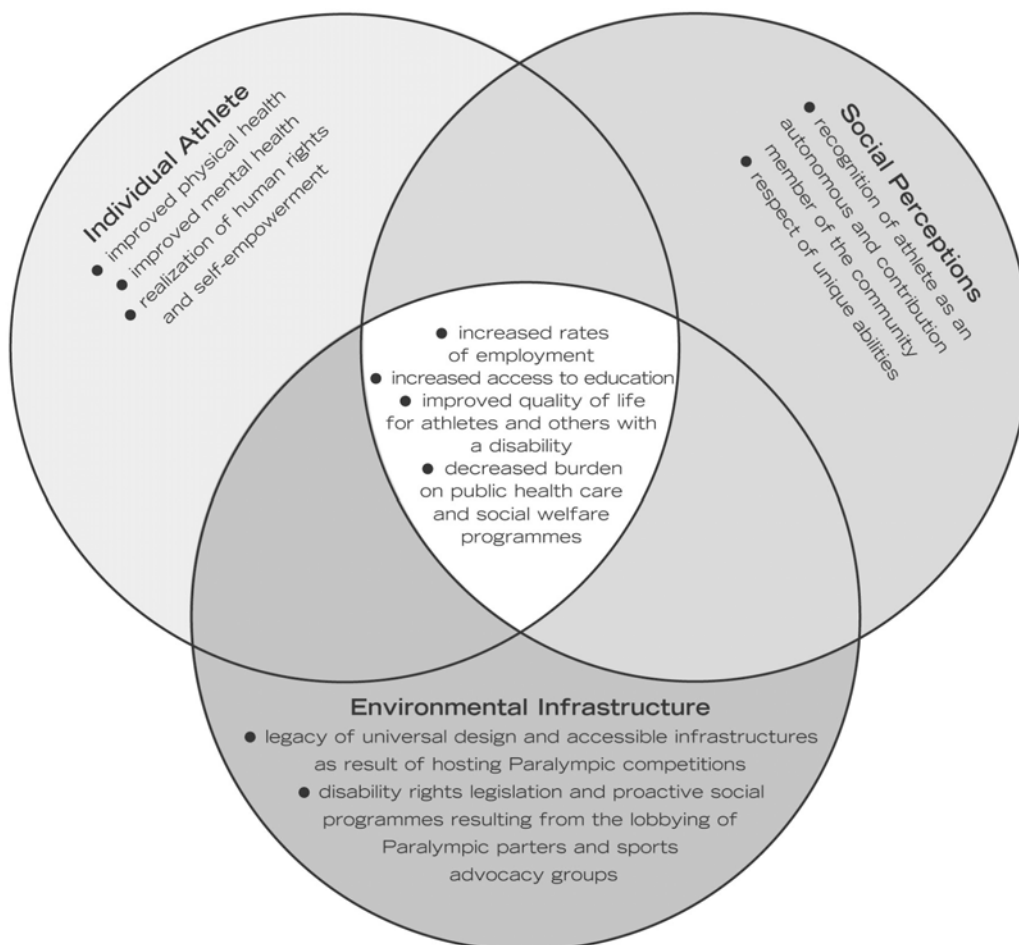 Individual Athlete
● improved physical health
● improved mental health
● realization of human rights
and self-empowerment
Social Perceptions
● recognition of athlete as an
autonomous and contribution
member of the community
● respect of unique abilities
● increased rates
of employment
● increased access to education
● improved quality of life
for athletes and others with
a disability
● decreased burden
on public health care
and social welfare
programmes
Environmental Infrastructure
● legacy of universal design and accessible infrastructures
as result of hosting Paralympic competitions
● disability rights legislation and proactive social
programmes resulting from the lobbying of
Paralympic parters and sports
advocacy groups